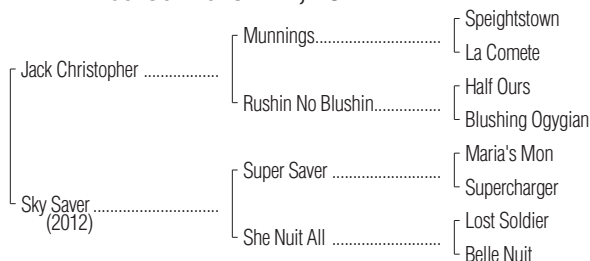 Speightstown
Munnings
La Comete
Jack Christopher
Half Ours
Rushin No Blushin
Blushing Ogygian
Maria's Mon
Super Saver
Supercharger
Sky Saver
(2012)
Lost Soldier
She Nuit All
Belle Nuit